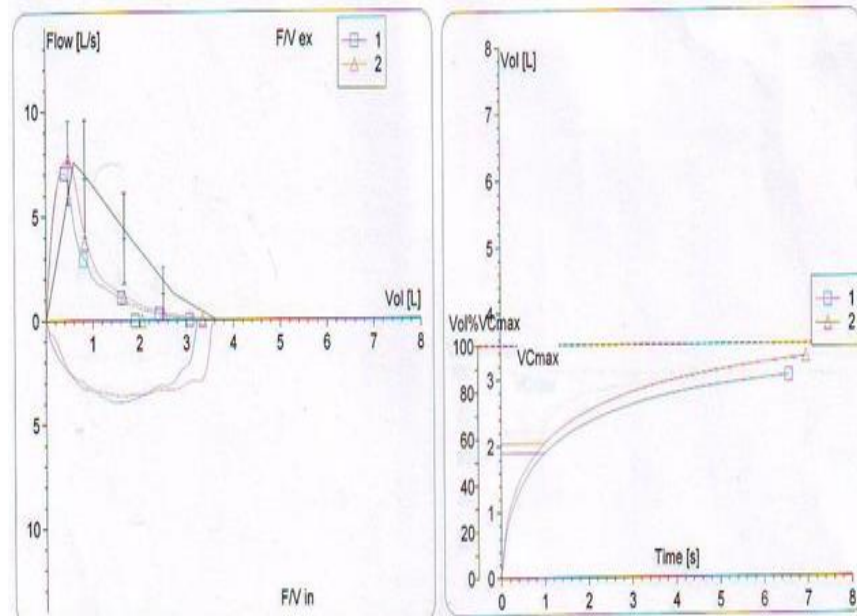 Flow [L/s]
F/V ex
1
2
10
5
Vol [L]
0
1 2 3 4 5 6 7 8
5
10
F/V in
8
Vol [L]
7
6
5
4
1
2
Vol%VCmax
100
VCmax
3
80
60
2
40
1
20
Time [s]
0 0
0 1 2 3 4 5 6 7 8